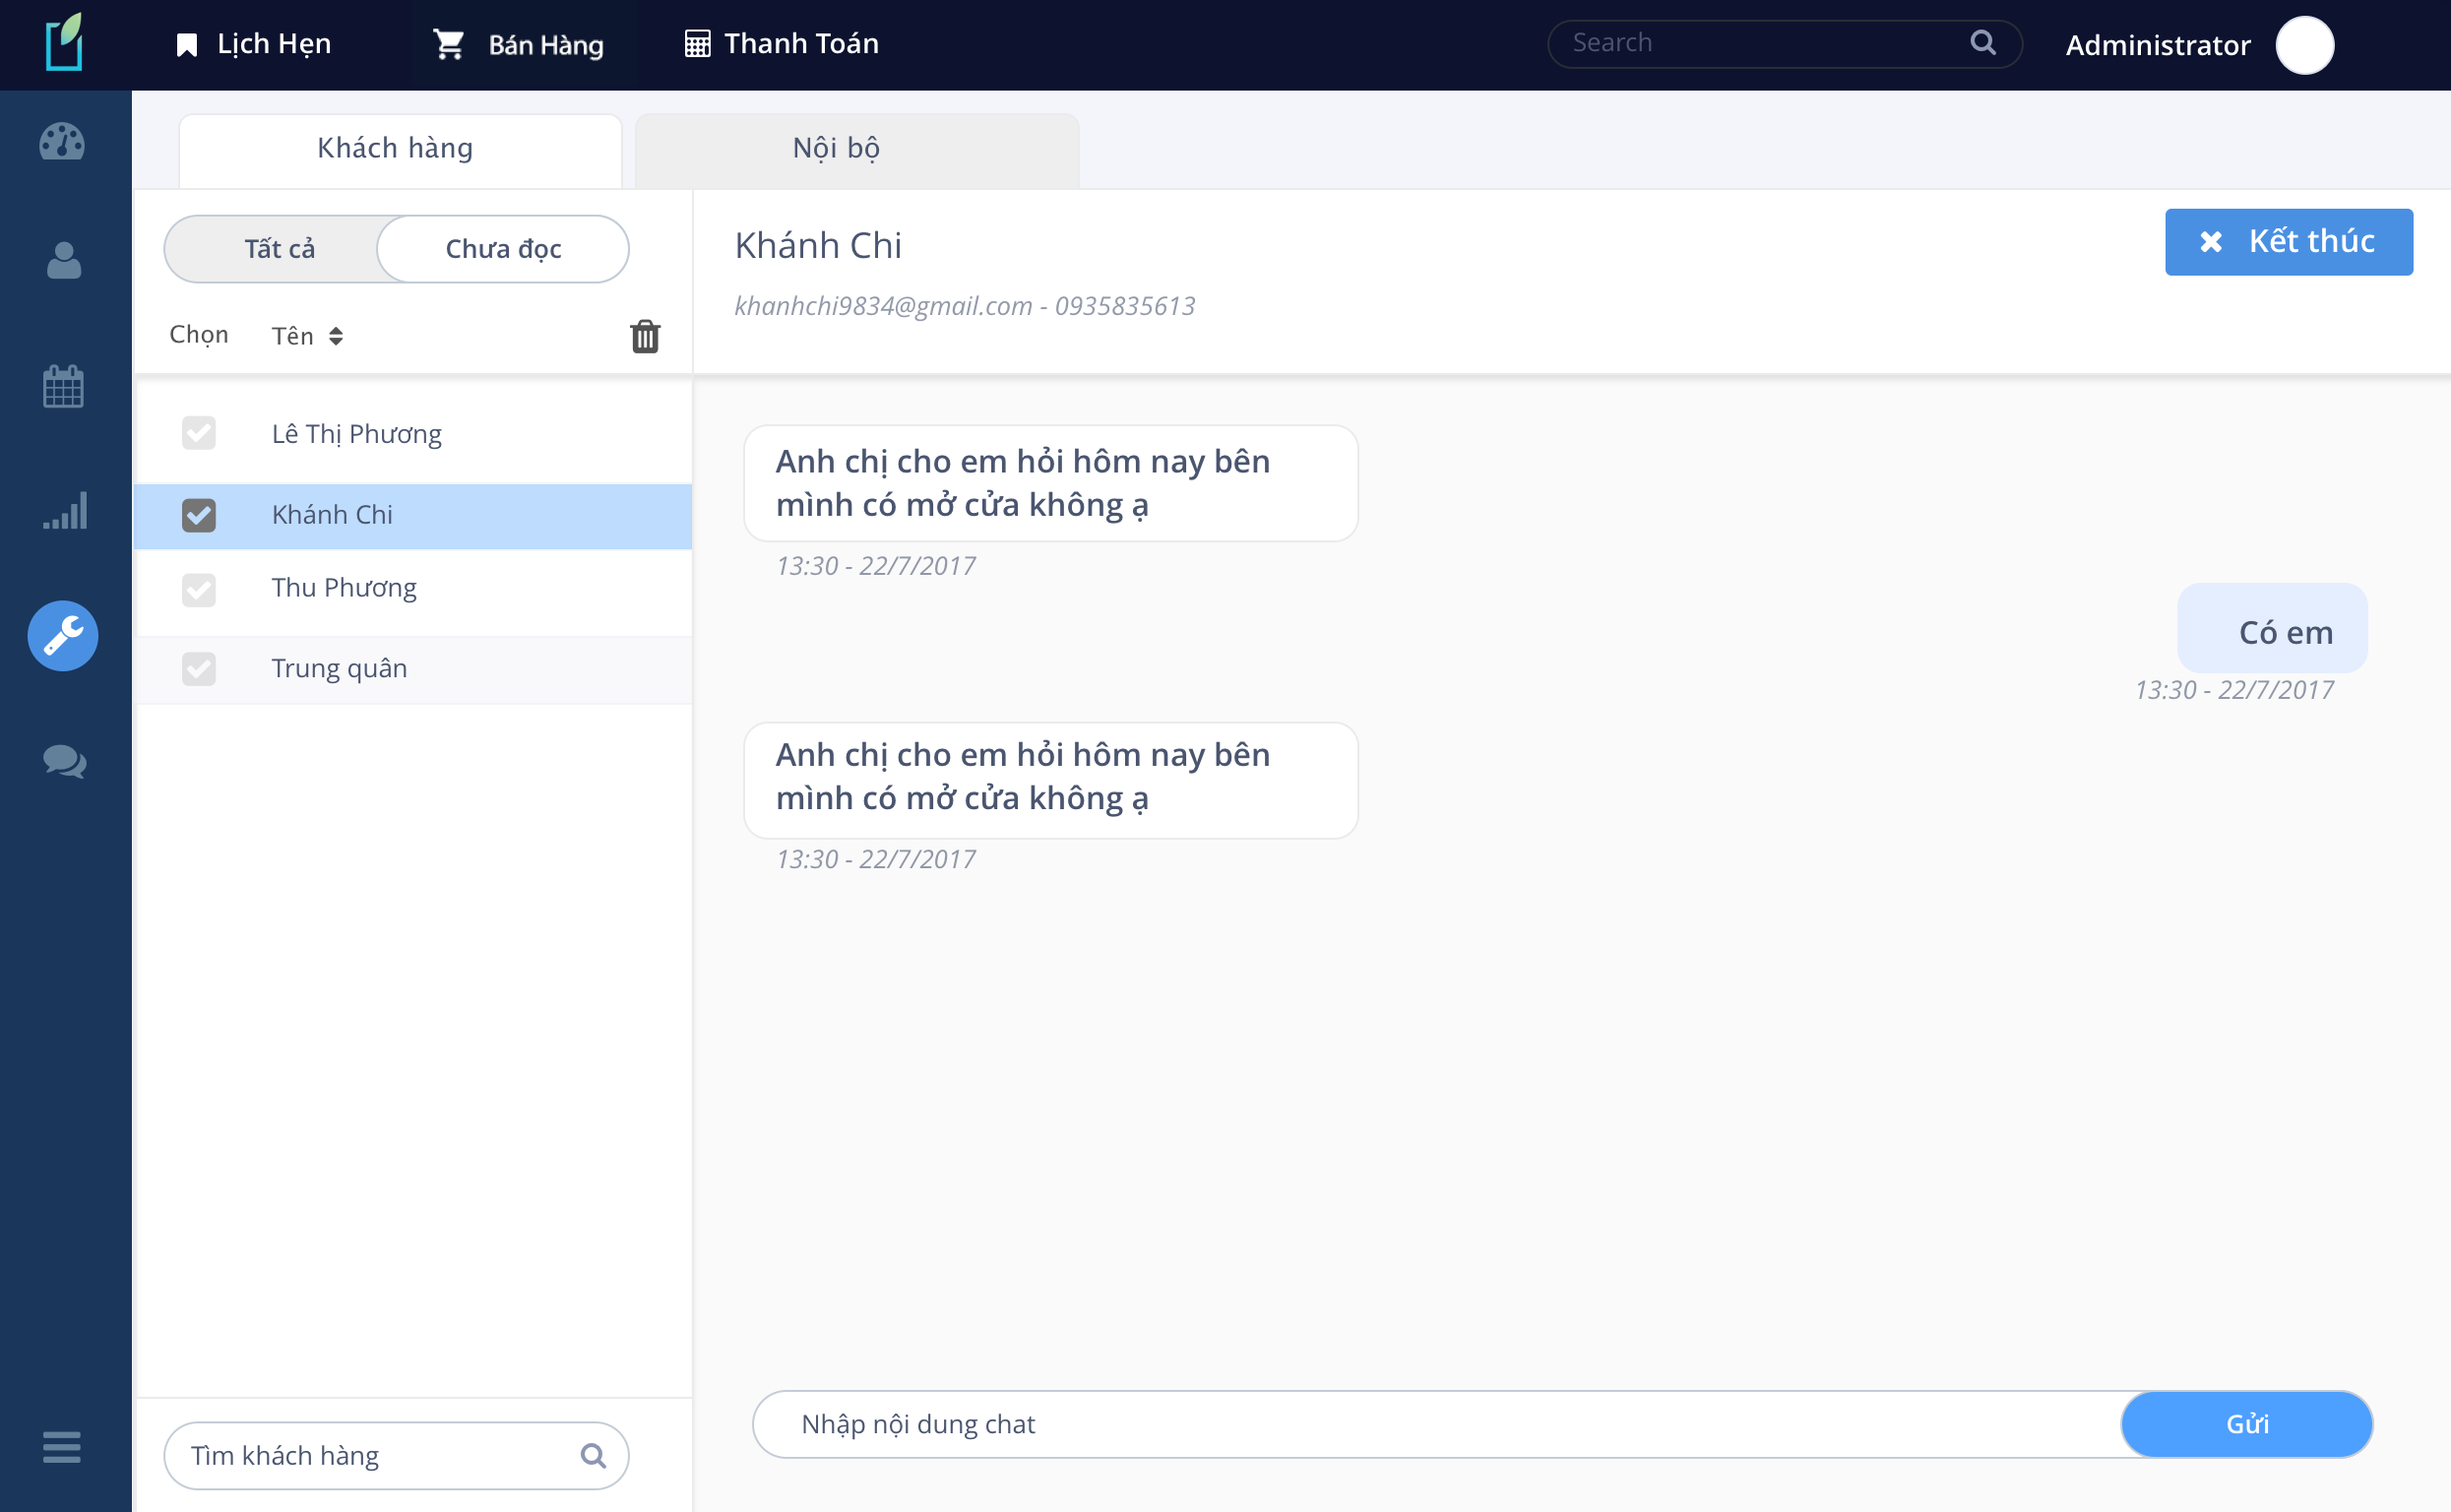 Lịch Hẹn
Bán Hàng
Thanh Toán
Search
Administrator
Khách hàng
Nội bộ
Tất cả
Chưa đọc
Chọn
Tên
Lê Thị Phương
Khánh Chi
Thu Phương
Trung quân
Tìm khách hàng
Khánh Chi
khanhchi9834@gmail.com - 0935835613
Kết thúc
Anh chị cho em hỏi hôm nay bên
mình có mở cửa không ạ
13:30 - 22/7/2017
Có em
13:30 - 22/7/2017
Anh chị cho em hỏi hôm nay bên
mình có mở cửa không ạ
13:30 - 22/7/2017
Nhập nội dung chat
Gửi